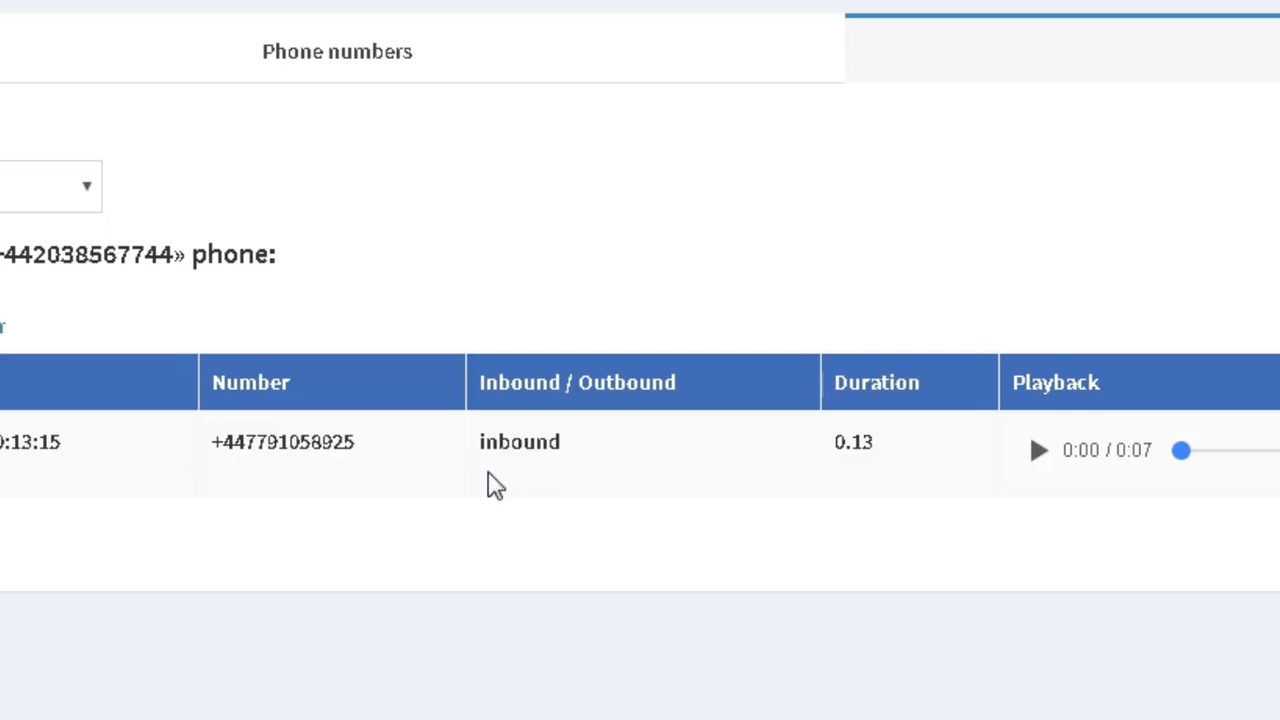 Phone numbers
442038567744» phone:
r
Number Inbound / Outbound Duration Playback
:13:15 +447791058925 inbound 0.13 0:00 / 0:07